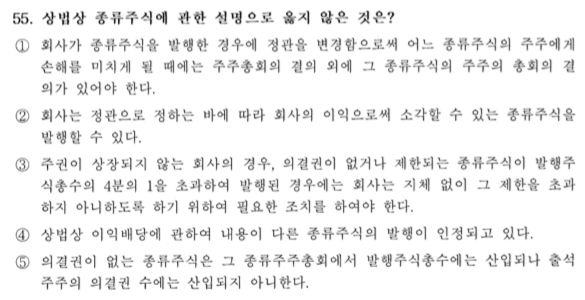 55. 상법상 종류주식에 관한 설명으로 옳지 않은 것은?
① 회사가 종류주식을 발행한 경우에 정관을 변경함으로써 어느 종류주식의 주주에게
손해를 미치게 될 때에는 주주총회의 결의 외에 그 종류주식의 주주의 총회의 결
의가 있어야 한다.
② 회사는 정관으로 정하는 바에 따라 회사의 이익으로써 소각할 수 있는 종류주식을
발행할 수 있다.
③ 주권이 상장되지 않는 회사의 경우, 의결권이 없거나 제한되는 종류주식이 발행주
식총수의 4분의 1을 초과하여 발행된 경우에는 회사는 지체 없이 그 제한을 초과
하지 아니하도록 하기 위하여 필요한 조치를 하여야 한다.
④ 상법상 이익배당에 관하여 내용이 다른 종류주식의 발행이 인정되고 있다.
⑤ 의결권이 없는 종류주식은 그 종류주주총회에서 발행주식총수에는 산입되나 출석
주주의 의결권 수에는 산입되지 아니한다.